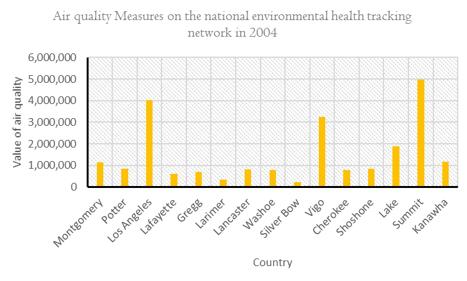 Air quality Measures on the national environmental health tracking
network in 2004
6,000,000
5,000,000
4,000,000
3,000,000
2,000,000
1,000,000
0
Value of air quality
Montgomery
Potter
Los Angeles
Lafayette
Gregg
Larimer
Lancaster
Washoe
Silver Bow
Vigo
Cherokee
Shoshone
Lake
Summit
Kanawha
Country